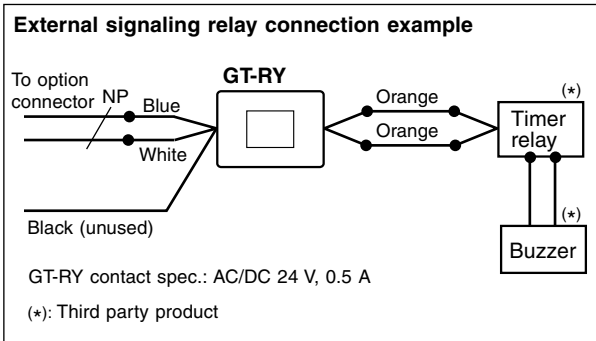 External signaling relay connection example
GT-RY
To option
connector
NP
Blue
White
Black (unused)
Orange
Orange
(*)
Timer
relay
(*)
Buzzer
GT-RY contact spec.: AC/DC 24 V, 0.5 A
(*): Third party product